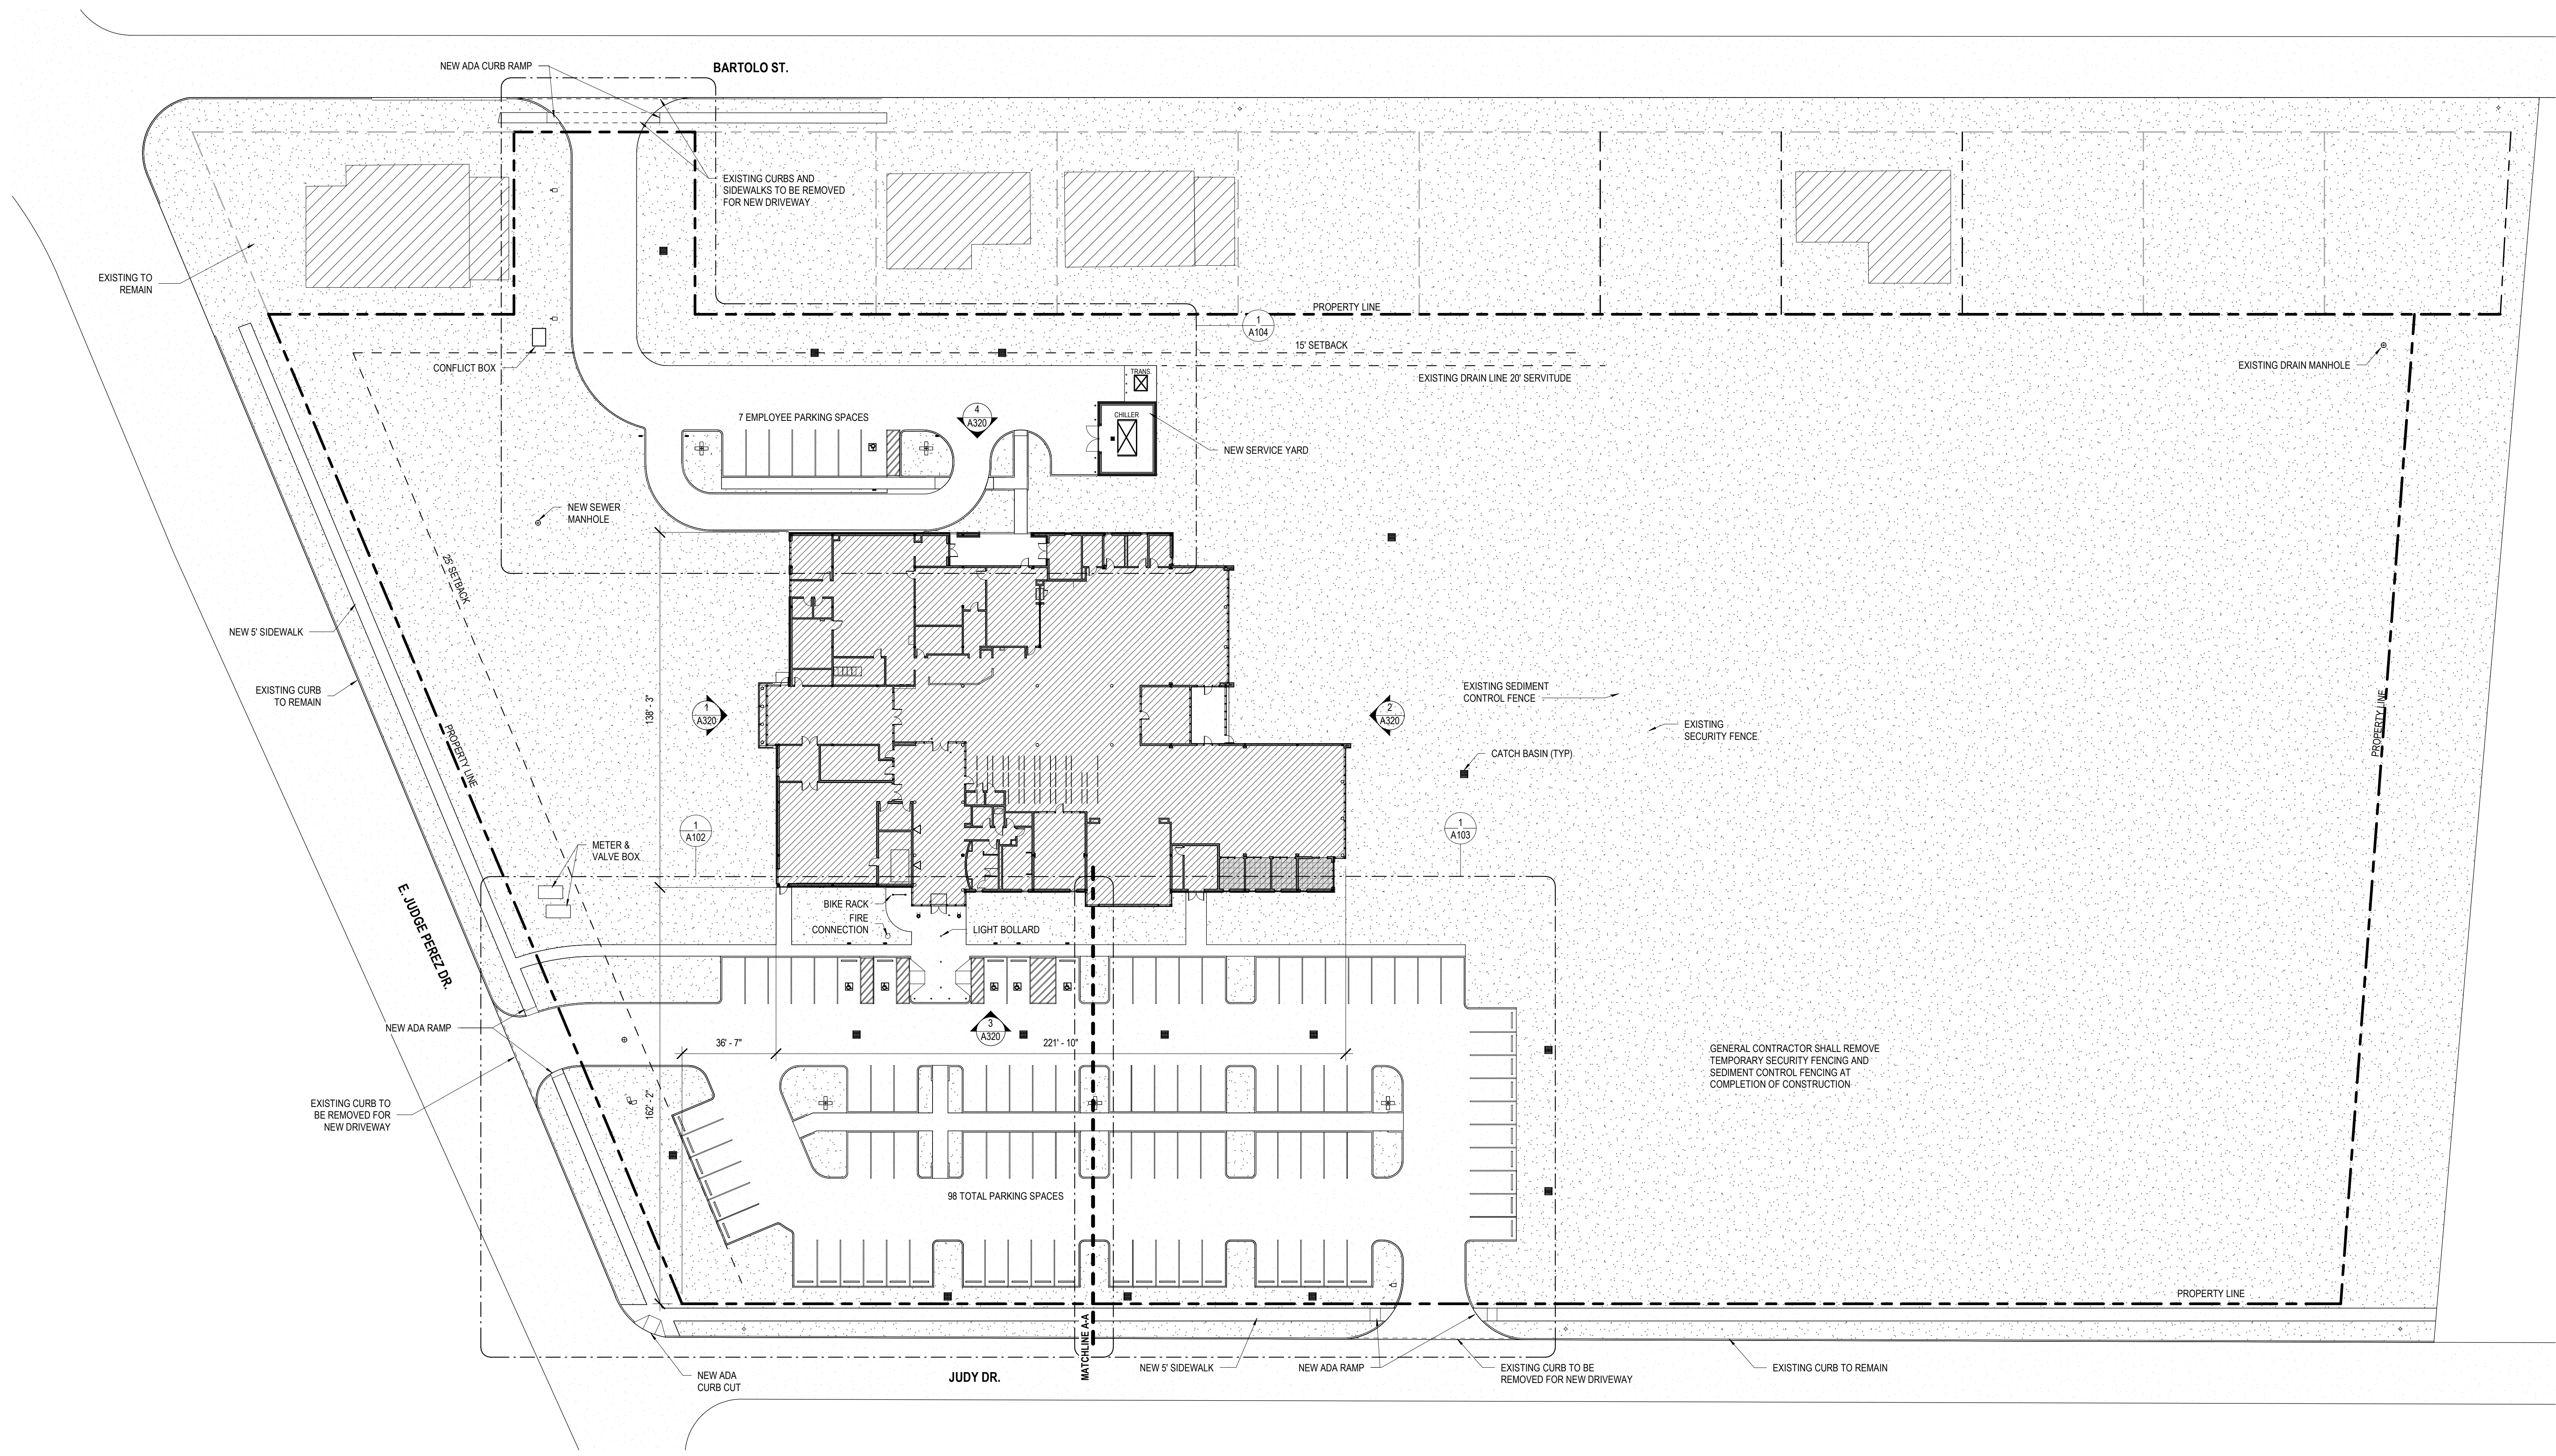 BARTOLO ST.
NEW ADA CURB RAMP
EXISTING CURBS AND
SIDEWALKS TO BE REMOVED
FOR NEW DRIVEWAY
EXISTING TO
REMAIN
PROPERTY LINE
1
A104
15' SETBACK
CONFLICT BOX
EXISTING DRAIN MANHOLE
TRANS.
EXISTING DRAIN LINE 20' SERVITUDE
7 EMPLOYEE PARKING SPACES
4
A320
CHILLER
NEW SERVICE YARD
NEW SEWER
MANHOLE
25' SETBACK
NEW 5' SIDEWALK
EXISTING CURB
TO REMAIN
138' - 3"
1
A320
2
A320
EXISTING SEDIMENT
CONTROL FENCE
EXISTING
SECURITY FENCE
PROPERTY LINE
PROPERTY LINE
CATCH BASIN (TYP)
1
A102
1
A103
METER &
VALVE BOX
E. JUDGE PEREZ DR.
BIKE RACK
FIRE
CONNECTION
LIGHT BOLLARD
NEW ADA RAMP
3
A320
36' - 7"
221' - 10"
GENERAL CONTRACTOR SHALL REMOVE
TEMPORARY SECURITY FENCING AND
SEDIMENT CONTROL FENCING AT
COMPLETION OF CONSTRUCTION
EXISTING CURB TO
BE REMOVED FOR
NEW DRIVEWAY
162' - 2"
98 TOTAL PARKING SPACES
PROPERTY LINE
MATCHLINE A-A
NEW ADA
CURB CUT
JUDY DR.
NEW 5' SIDEWALK
NEW ADA RAMP
EXISTING CURB TO BE
REMOVED FOR NEW DRIVEWAY
EXISTING CURB TO REMAIN